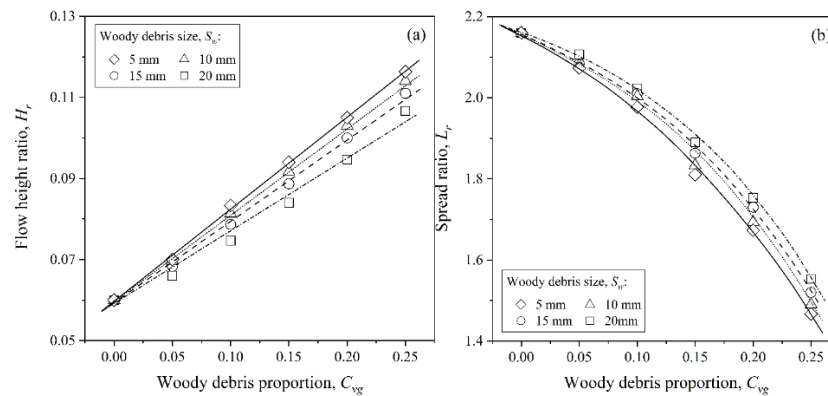 0.13
0.11
0.09
0.07
0.05
Flow height ratio, Hr
Woody debris size, Sw:
5 mm
10 mm
15 mm
20 mm
(a)
0.00 0.05 0.10 0.15 0.20 0.25
Woody debris proportion, Cvg
2.2
2.0
1.8
1.6
1.4
Spread ratio, Lr
(b)
Woody debris size, Sw:
5 mm
10 mm
15 mm
20mm
0.00 0.05 0.10 0.15 0.20 0.25
Woody debris proportion, Cvg